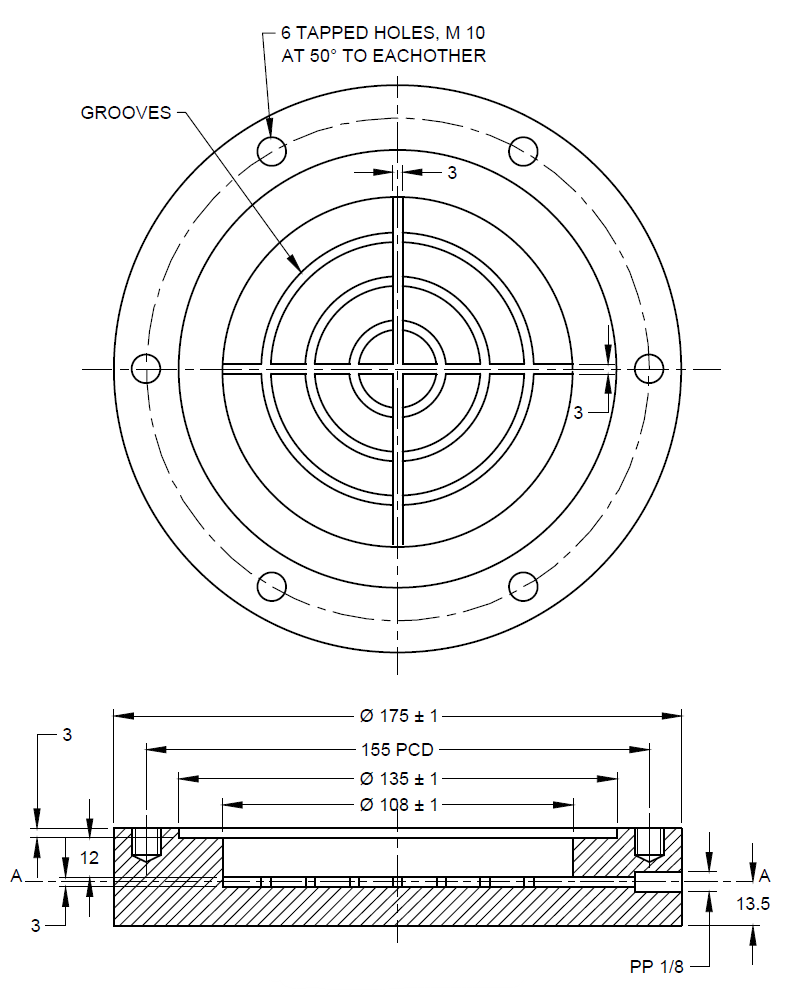 6 TAPPED HOLES, M 10
AT 50° TO EACHOTHER
GROOVES
3
3
Ø 175 ± 1
3
155 PCD
Ø 135 ± 1
Ø 108 ± 1
12
A
A
13.5
3
PP 1/8